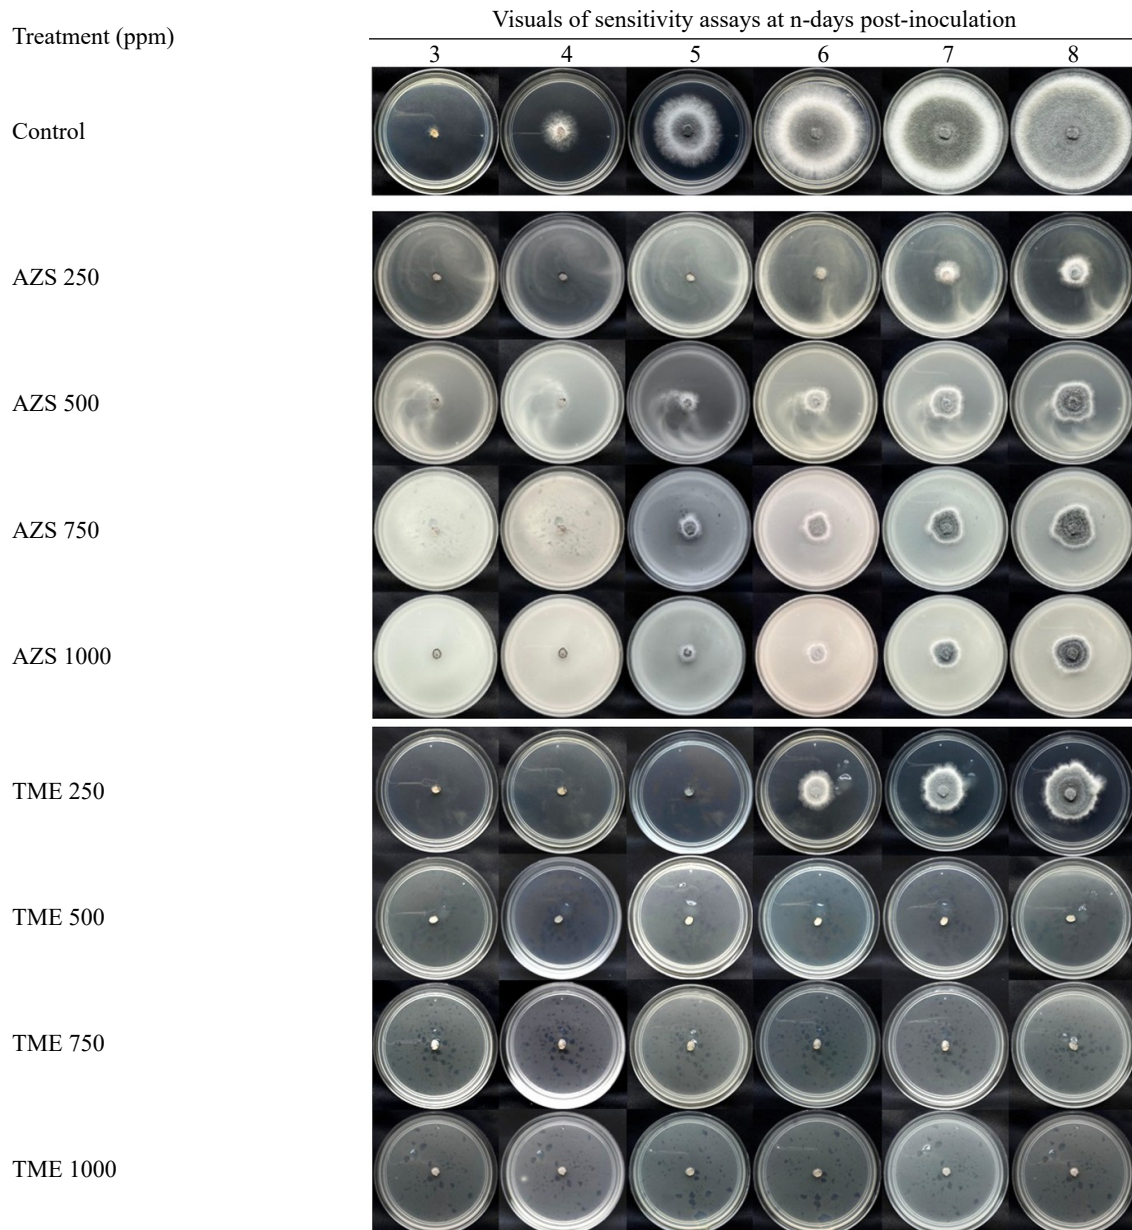 Visuals of sensitivity assays at n-days post-inoculation
Treatment (ppm)
3 4 5 6 7 8
Control
AZS 250
AZS 500
AZS 750
AZS 1000
TME 250
TME 500
TME 750
TME 1000